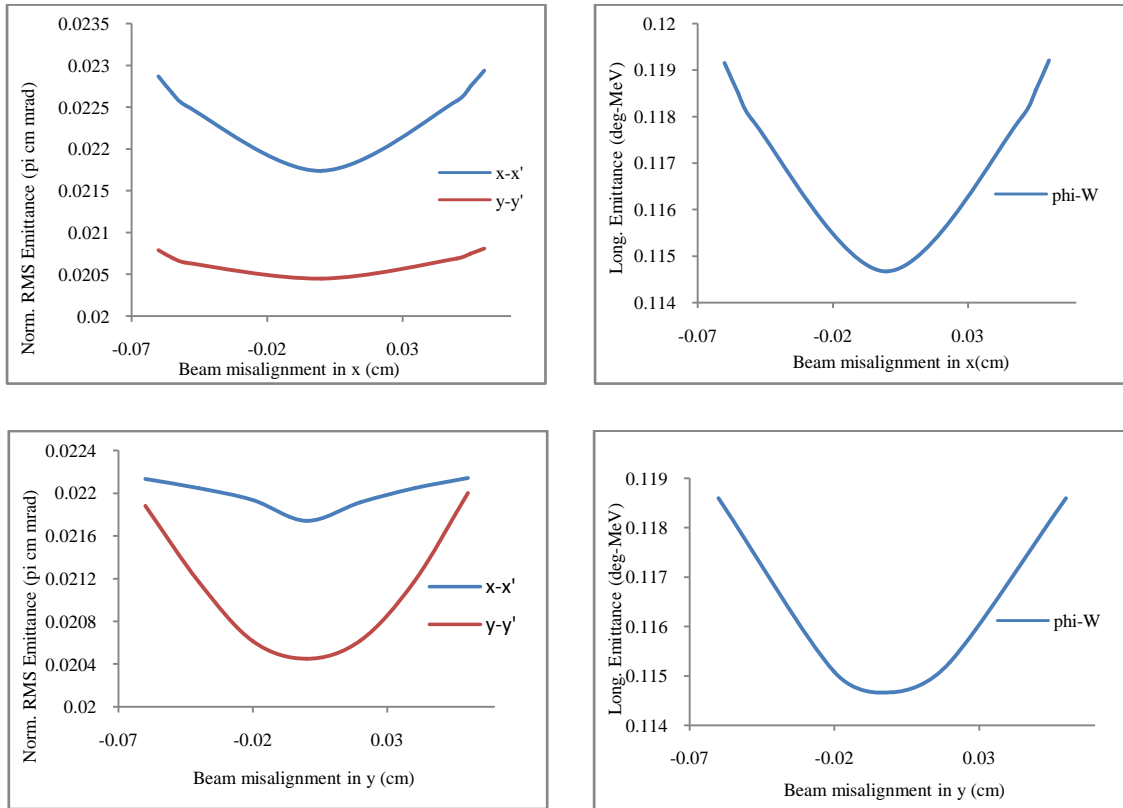 Norm. RMS Emittance (pi cm mrad)
0.0235
0.023
0.0225
0.022
0.0215
0.021
0.0205
0.02
-0.07
-0.02
0.03
Beam misalignment in x (cm)
x-x'
y-y'
Long. Emittance (deg-MeV)
0.12
0.119
0.118
0.117
0.116
0.115
0.114
-0.07
-0.02
0.03
Beam misalignment in x(cm)
phi-W
Norm. RMS Emittance (pi cm mrad)
0.0224
0.022
0.0216
0.0212
0.0208
0.0204
0.02
-0.07
-0.02
0.03
Beam misalignment in y (cm)
x-x'
y-y'
Long. Emittance (deg-MeV)
0.119
0.118
0.117
0.116
0.115
0.114
-0.07
-0.02
0.03
Beam misalignment in y (cm)
phi-W